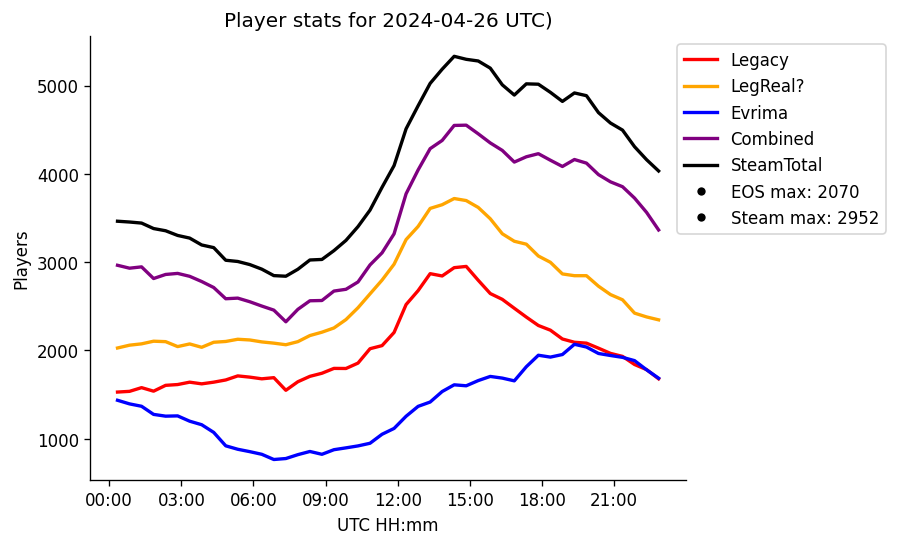 Player stats for 2024-04-26 UTC)
Legacy
LegReal?
Evrima
Combined
SteamTotal
EOS max: 2070
Steam max: 2952
Players
5000
4000
3000
2000
1000
00:00 03:00 06:00 09:00 12:00 15:00 18:00 21:00
UTC HH:mm